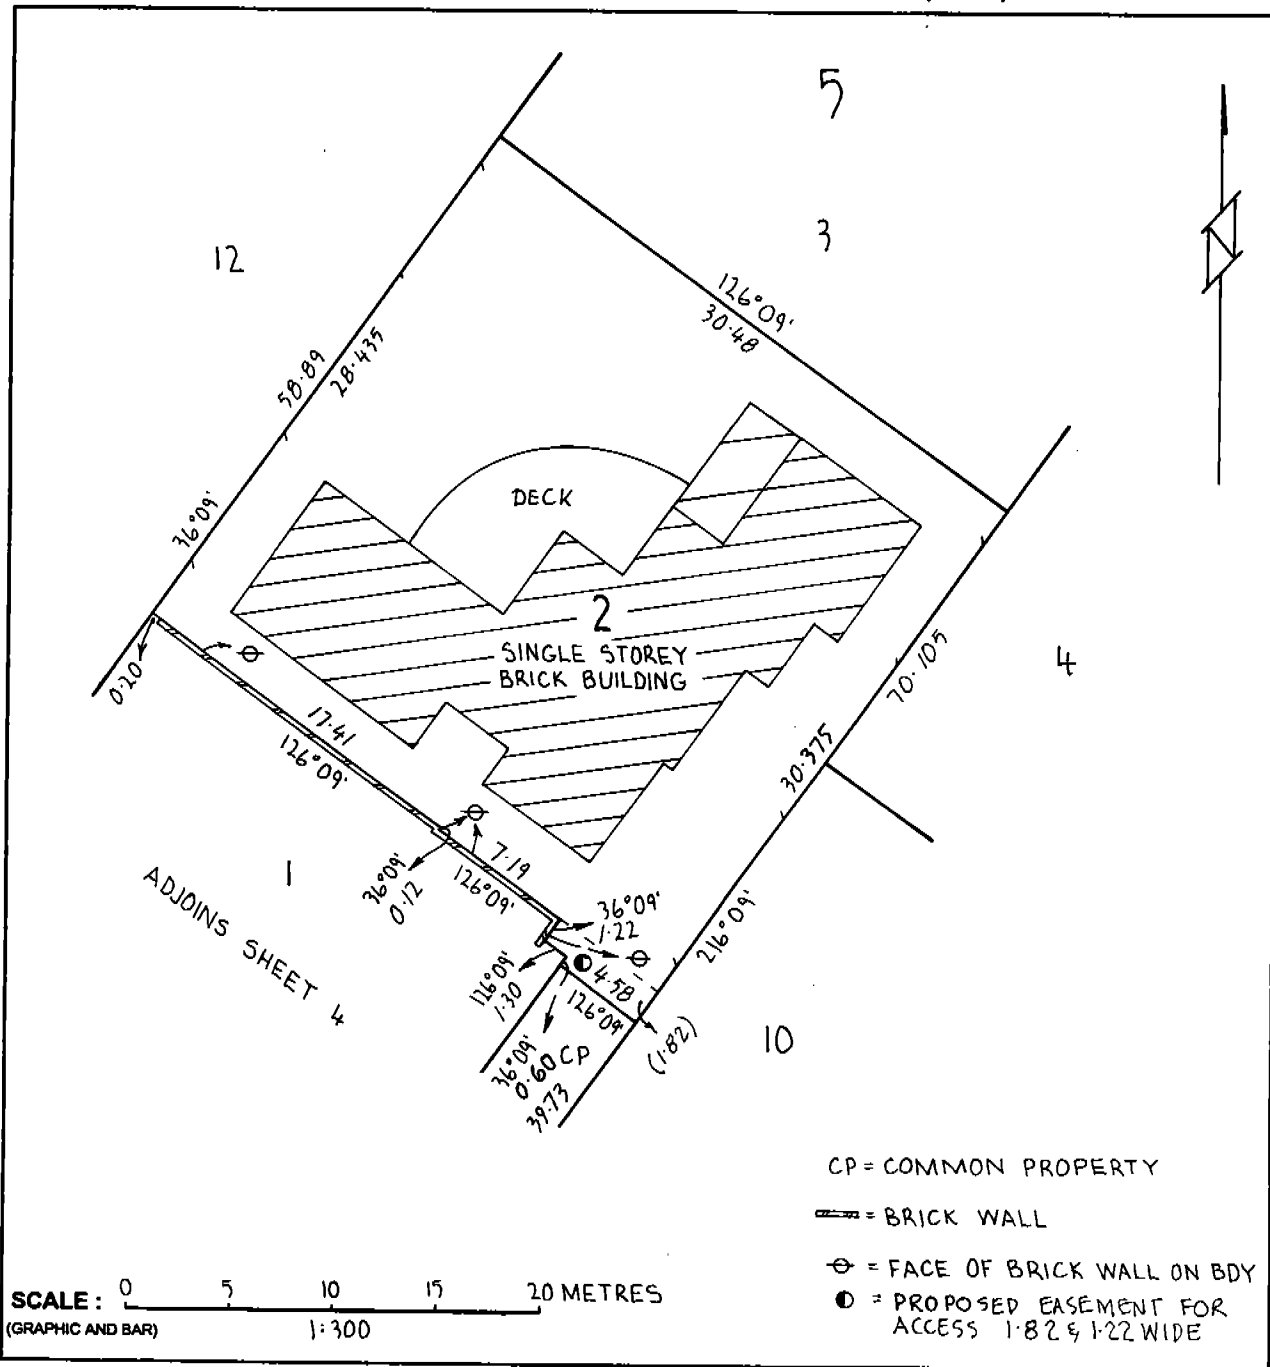 5
3
12
126°09'
30.48
58.89
28.435
36°09'
DECK
2
SINGLE STOREY
BRICK BUILDING
4
70.105
30.375
216°09'
0.20
17.41
126°09'
36°09'
0.12
7.19
126°09'
1
ADJOINS SHEET 4
36°09'
1.22
126°09'
1.30
4.58
126°09'
(1.82)
36°09'
0.60 CP
39.73
10
CP = COMMON PROPERTY
= BRICK WALL
= FACE OF BRICK WALL ON BDY
= PROPOSED EASEMENT FOR
ACCESS 1.82 & 1.22 WIDE
SCALE : 0 5 10 15 20 METRES
(GRAPHIC AND BAR) 1:300